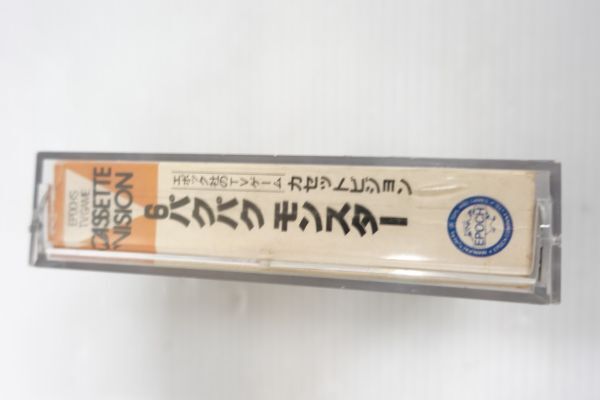 EPOCH'S
TV GAME
CASSETTE
VISION
エポック社のTVゲーム カセットビジョン
6 パクパク モンスター
EPOCH